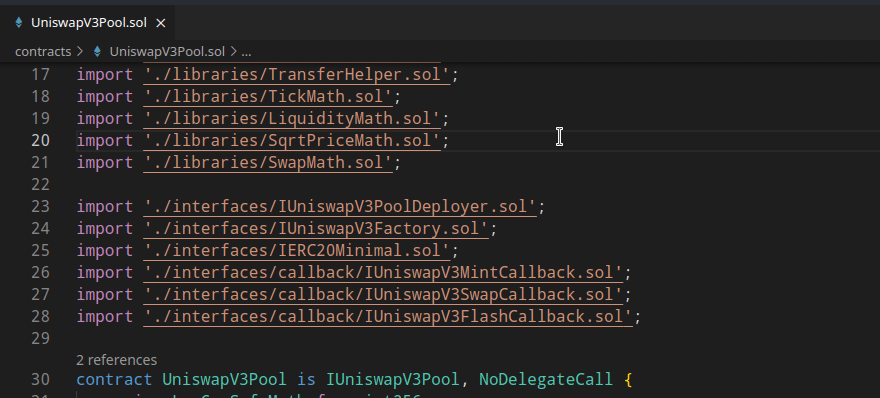 UniswapV3Pool.sol ×
contracts > UniswapV3Pool.sol > ...
17 import './libraries/TransferHelper.sol';
18 import './libraries/TickMath.sol';
19 import './libraries/LiquidityMath.sol';
20 import './libraries/SqrtPriceMath.sol';
21 import './libraries/SwapMath.sol';
22
23 import './interfaces/IUniswapV3PoolDeployer.sol';
24 import './interfaces/IUniswapV3Factory.sol';
25 import './interfaces/IERC20Minimal.sol';
26 import './interfaces/callback/IUniswapV3MintCallback.sol';
27 import './interfaces/callback/IUniswapV3SwapCallback.sol';
28 import './interfaces/callback/IUniswapV3FlashCallback.sol';
29
2 references
30 contract UniswapV3Pool is IUniswapV3Pool, NoDelegateCall {